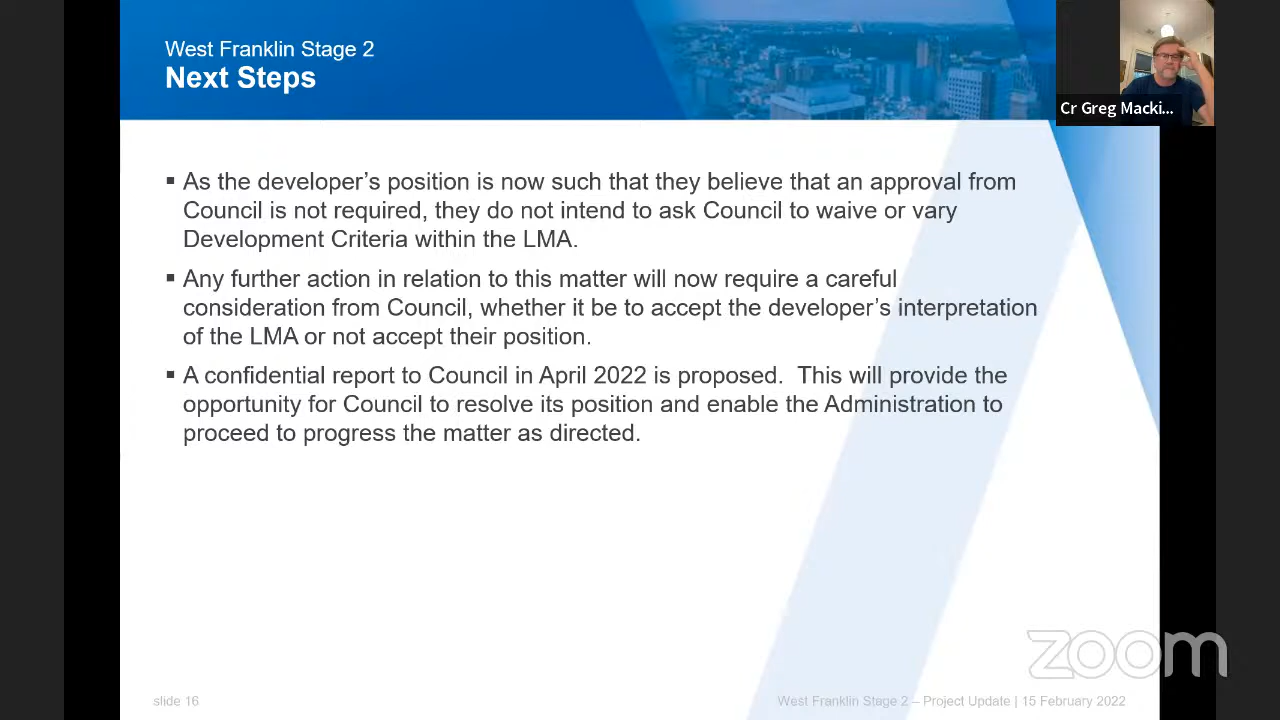 West Franklin Stage 2
Next Steps
Cr Greg Macki...
▪ As the developer's position is now such that they believe that an approval from
Council is not required, they do not intend to ask Council to waive or vary
Development Criteria within the LMA.
▪ Any further action in relation to this matter will now require a careful
consideration from Council, whether it be to accept the developer's interpretation
of the LMA or not accept their position.
▪ A confidential report to Council in April 2022 is proposed.  This will provide the
opportunity for Council to resolve its position and enable the Administration to
proceed to progress the matter as directed.
zoom
slide 16
West Franklin Stage 2 – Project Update | 15 February 2022